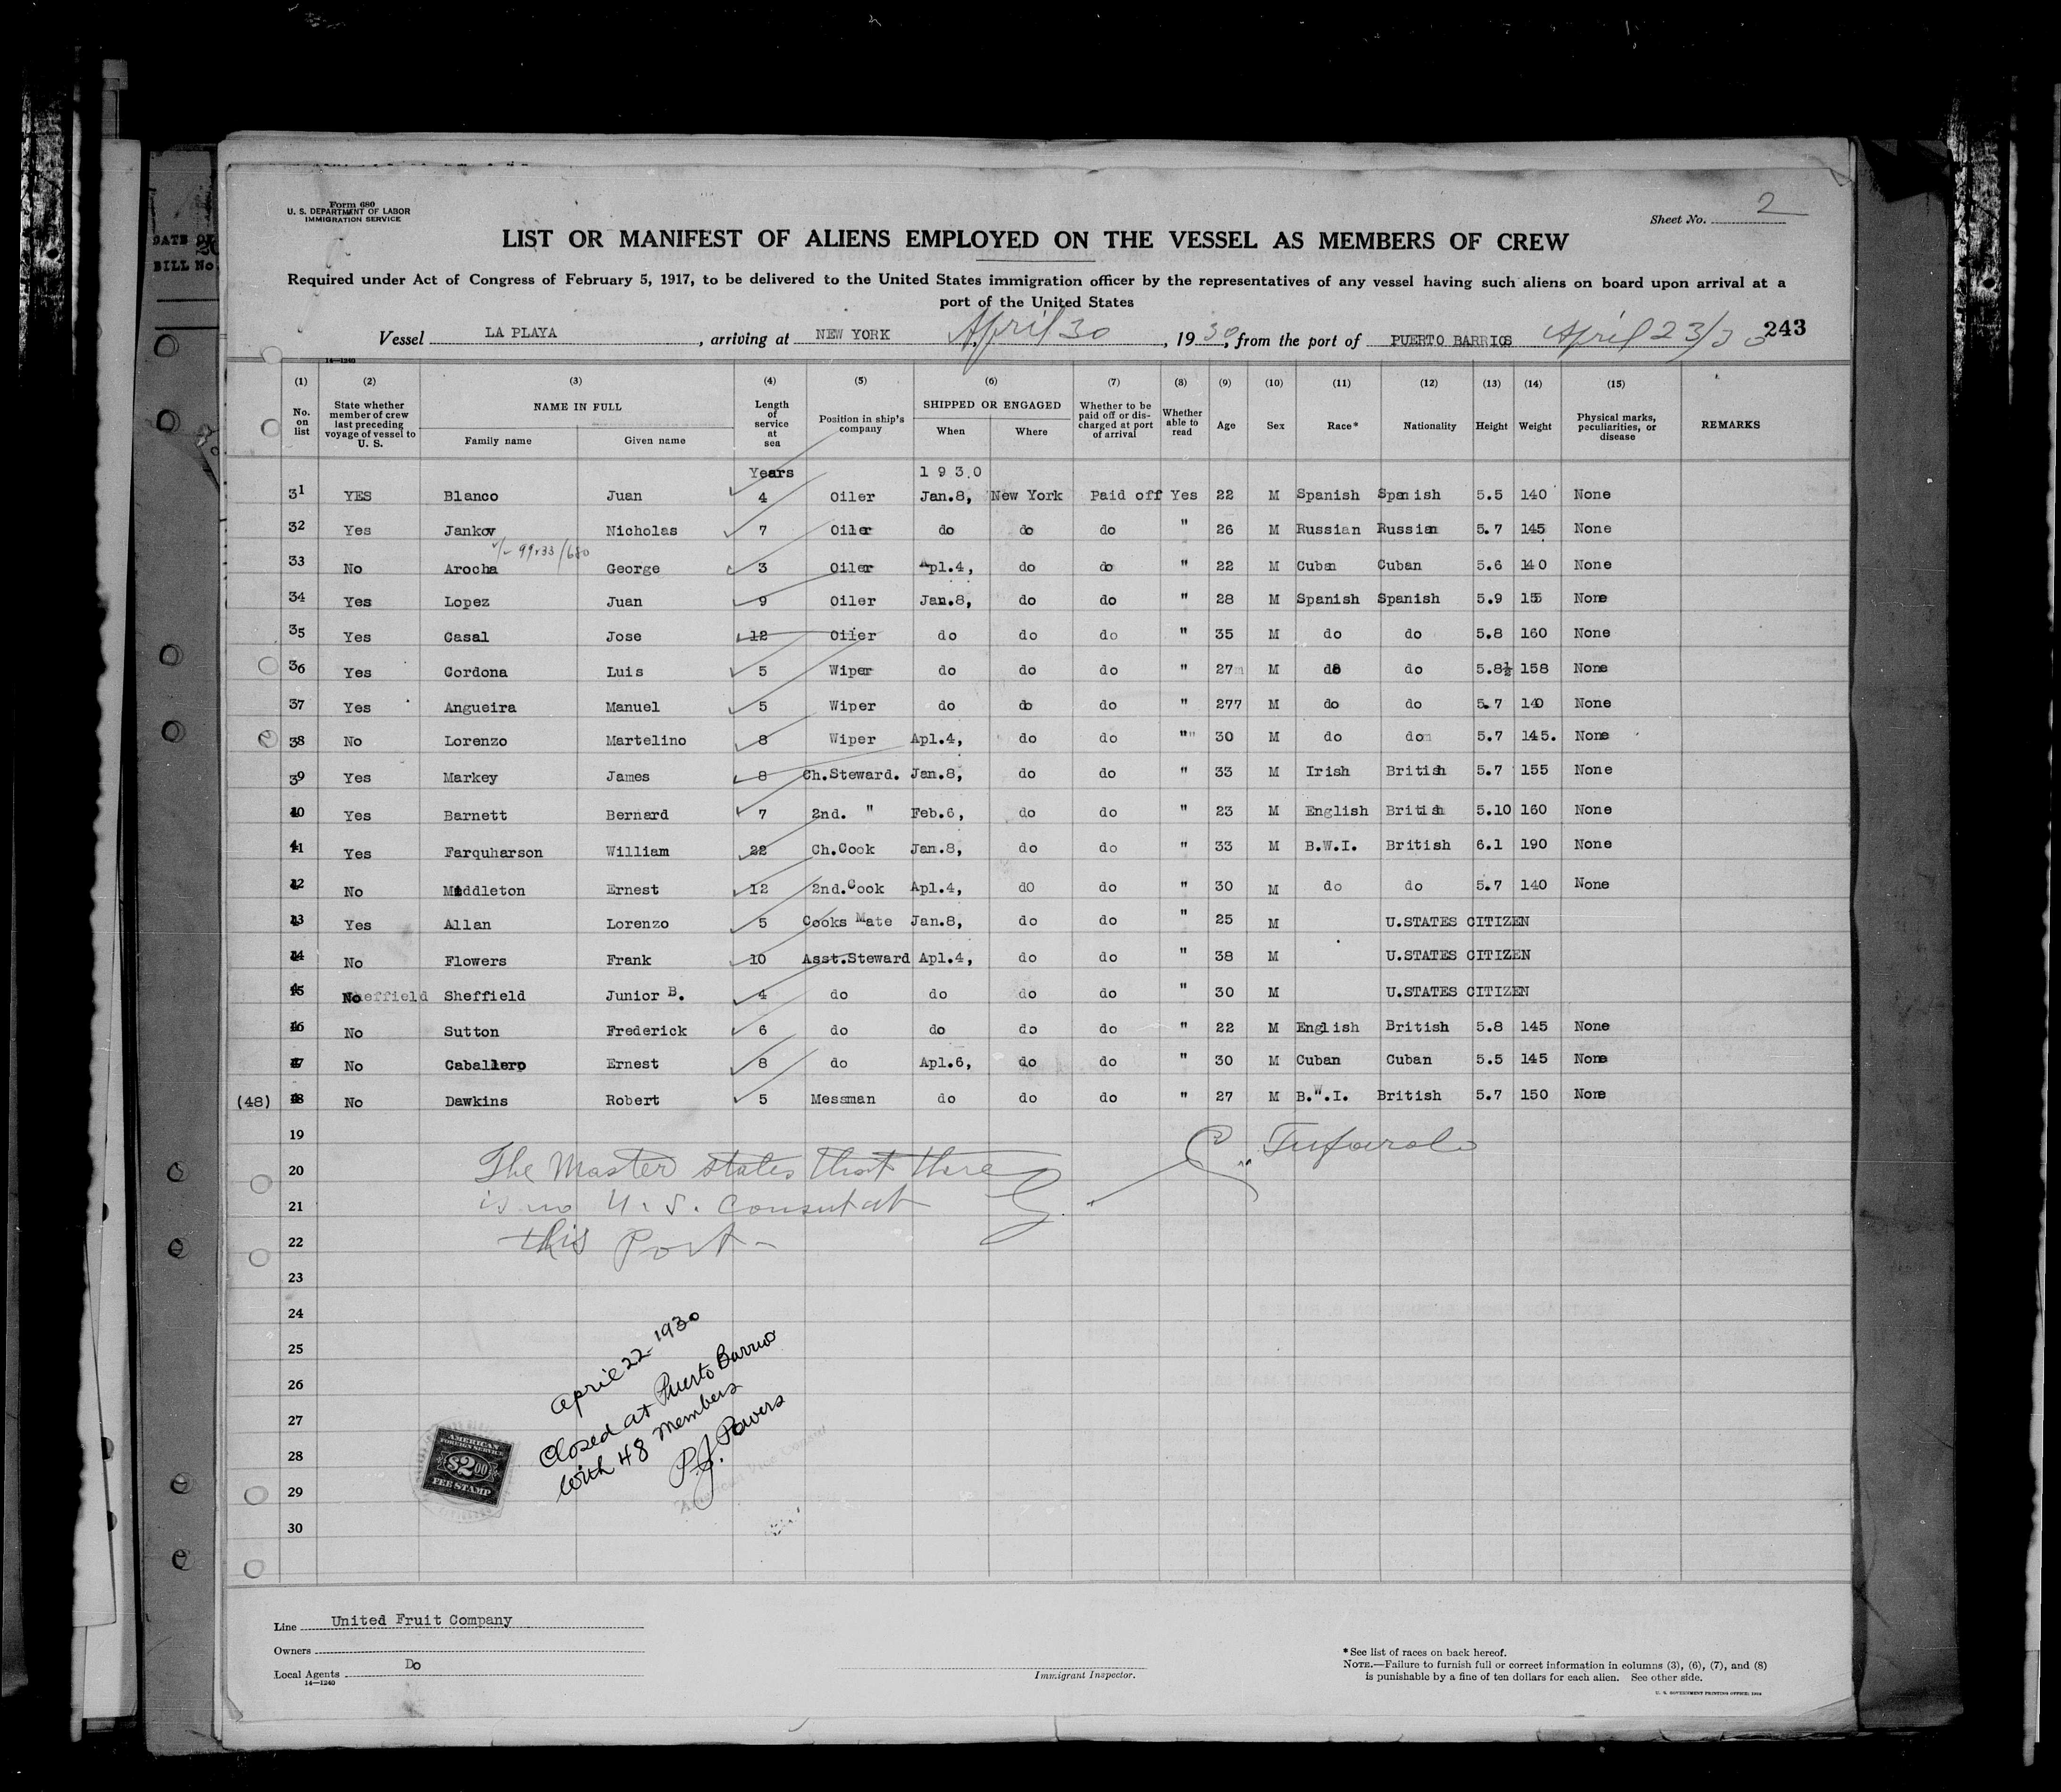 Form 680
U. S. DEPARTMENT OF LABOR
IMMIGRATION SERVICE
Sheet No. 2
LIST OR MANIFEST OF ALIENS EMPLOYED ON THE VESSEL AS MEMBERS OF CREW
Required under Act of Congress of February 5, 1917, to be delivered to the United States immigration officer by the representatives of any vessel having such aliens on board upon arrival at a
port of the United States
Vessel LA PLAYA, arriving at NEW YORK April 30, 1930, from the port of PUERTO BARRIOS April 23/30 243
14—1240
(1) (2) (3) (4) (5) (6) (7) (8) (9) (10) (11) (12) (13) (14) (15)
No. on list State whether member of crew last preceding voyage of vessel to U. S. NAME IN FULL Family name Given name Length of service at sea Position in ship's company SHIPPED OR ENGAGED When Where Whether to be paid off or discharged at port of arrival Whether able to read Age Sex Race* Nationality Height Weight Physical marks, peculiarities, or disease REMARKS
Years 1930
31 YES Blanco Juan 4 Oiler Jan.8, New York Paid off Yes 22 M Spanish Spanish 5.5 140 None
32 Yes Jankov Nicholas 7 Oiler do do do " 26 M Russian Russian 5.7 145 None
33 No Arocha George 3 Oiler Apl.4, do do " 22 M Cuban Cuban 5.6 140 None
34 Yes Lopez Juan 9 Oiler Jan.8, do do " 28 M Spanish Spanish 5.9 155 None
35 Yes Casal Jose 12 Oiler do do do " 35 M do do 5.8 160 None
36 Yes Cordona Luis 5 Wiper do do do " 27 M do do 5.8½ 158 None
37 Yes Angueira Manuel 5 Wiper do do do " 277 M do do 5.7 140 None
38 No Lorenzo Martelino 8 Wiper Apl.4, do do " 30 M do do 5.7 145. None
39 Yes Markey James 8 Ch.Steward. Jan.8, do do " 33 M Irish British 5.7 155 None
40 Yes Barnett Bernard 7 2nd. " Feb.6, do do " 23 M English British 5.10 160 None
41 Yes Farquharson William 22 Ch.Cook Jan.8, do do " 33 M B.W.I. British 6.1 190 None
42 No Middleton Ernest 12 2nd.Cook Apl.4, dO do " 30 M do do 5.7 140 None
43 Yes Allan Lorenzo 5 Cooks Mate Jan.8, do do " 25 M U.STATES CITIZEN
44 No Flowers Frank 10 Asst.Steward Apl.4, do do " 38 M U.STATES CITIZEN
45 No Sheffield Junior B. 4 do do do do " 30 M U.STATES CITIZEN
46 No Sutton Frederick 6 do do do do " 22 M English British 5.8 145 None
47 No Caballero Ernest 8 do Apl.6, do do " 30 M Cuban Cuban 5.5 145 None
(48) 48 No Dawkins Robert 5 Messman do do do " 27 M B.W.I. British 5.7 150 None
19
20 The Master states that there
21 is no U. S. Consul at
22 this Port-
23
24
25
26
27
28
29
30
April 22-1930
Closed at Puerto Barrios
with 48 members
P.J. Powers
American Vice Consul
AMERICAN
FOREIGN SERVICE
$2.00
FEE STAMP
Line United Fruit Company
Owners
Local Agents Do
14—1240
Immigrant Inspector.
* See list of races on back hereof.
NOTE.—Failure to furnish full or correct information in columns (3), (6), (7), and (8)
is punishable by a fine of ten dollars for each alien. See other side.